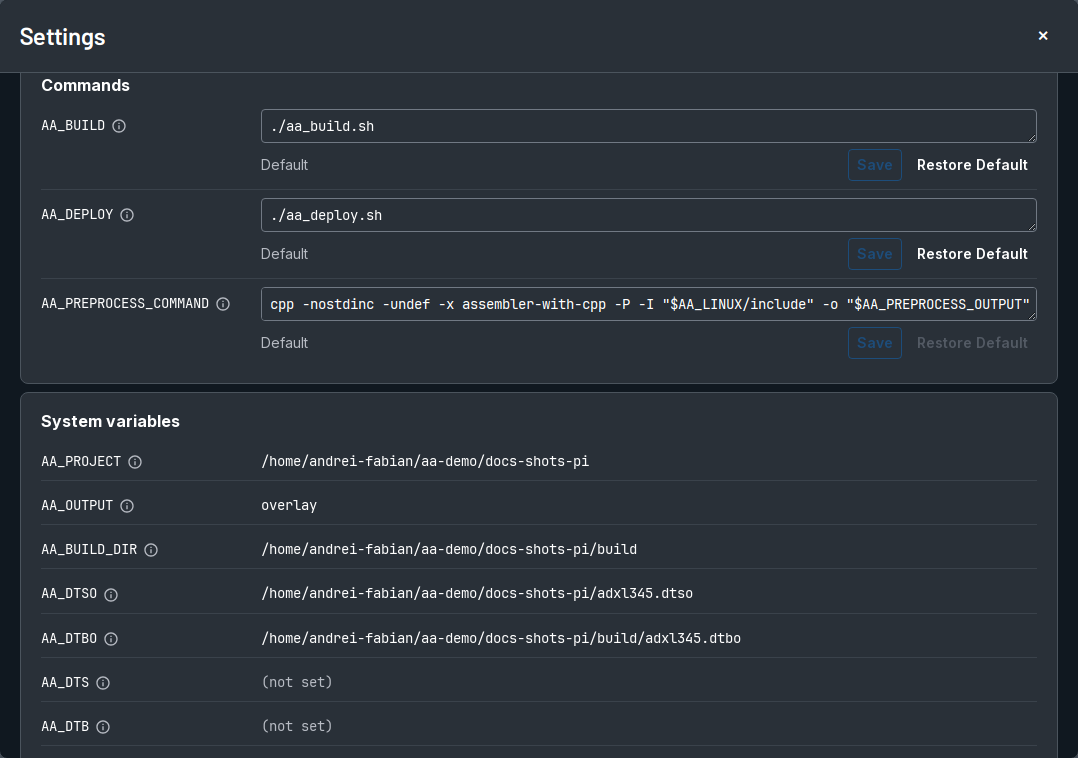 Settings
Commands
AA_BUILD
./aa_build.sh
Default
Save
Restore Default
AA_DEPLOY
./aa_deploy.sh
Default
Save
Restore Default
AA_PREPROCESS_COMMAND
cpp -nostdinc -undef -x assembler-with-cpp -P -I "$AA_LINUX/include" -o "$AA_PREPROCESS_OUTPUT"
Default
Save
Restore Default
System variables
AA_PROJECT
/home/andrei-fabian/aa-demo/docs-shots-pi
AA_OUTPUT
overlay
AA_BUILD_DIR
/home/andrei-fabian/aa-demo/docs-shots-pi/build
AA_DTSO
/home/andrei-fabian/aa-demo/docs-shots-pi/adxl345.dtso
AA_DTBO
/home/andrei-fabian/aa-demo/docs-shots-pi/build/adxl345.dtbo
AA_DTS
(not set)
AA_DTB
(not set)